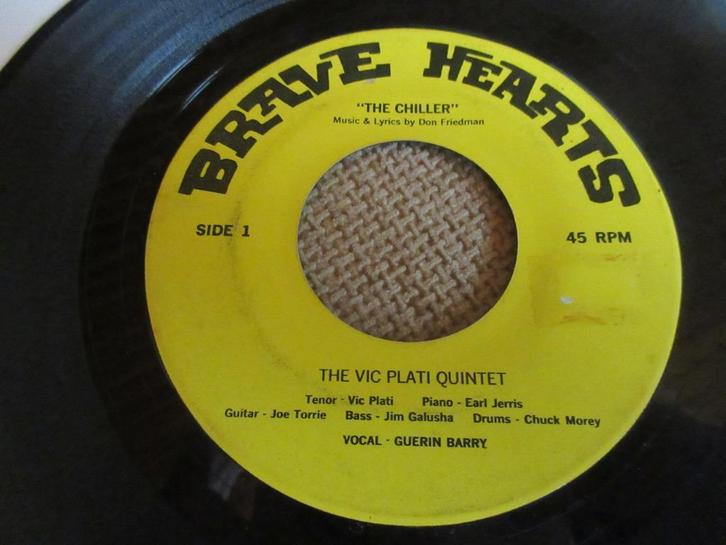 BRAVE HEARTS
"THE CHILLER"
Music & Lyrics by Don Friedman
SIDE 1
45 RPM
THE VIC PLATI QUINTET
Tenor - Vic Plati Piano - Earl Jerris
Guitar - Joe Torrie Bass - Jim Galusha Drums - Chuck Morey
VOCAL - GUERIN BARRY